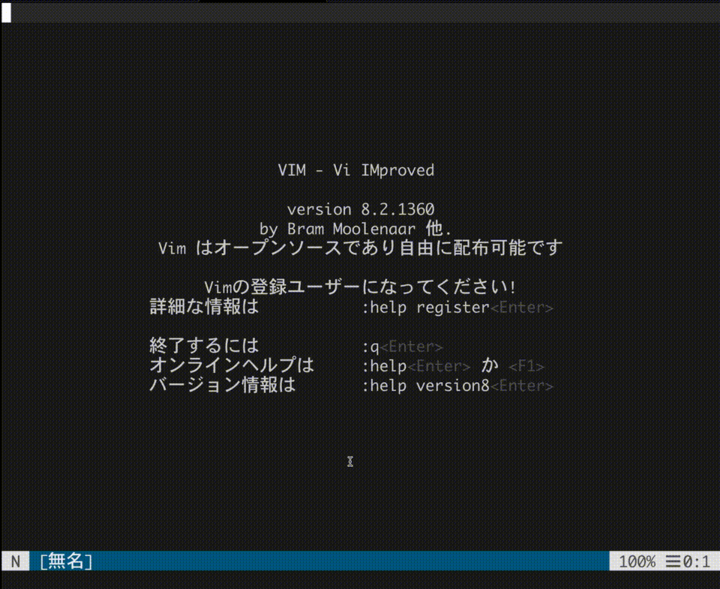 VIM - Vi IMproved
version 8.2.1360
by Bram Moolenaar 他.
Vim はオープンソースであり自由に配布可能です
Vimの登録ユーザーになってください!
詳細な情報は :help register<Enter>
終了するには :q<Enter>
オンラインヘルプは :help<Enter> か <F1>
バージョン情報は :help version8<Enter>
N [無名] 100% ☰0:1